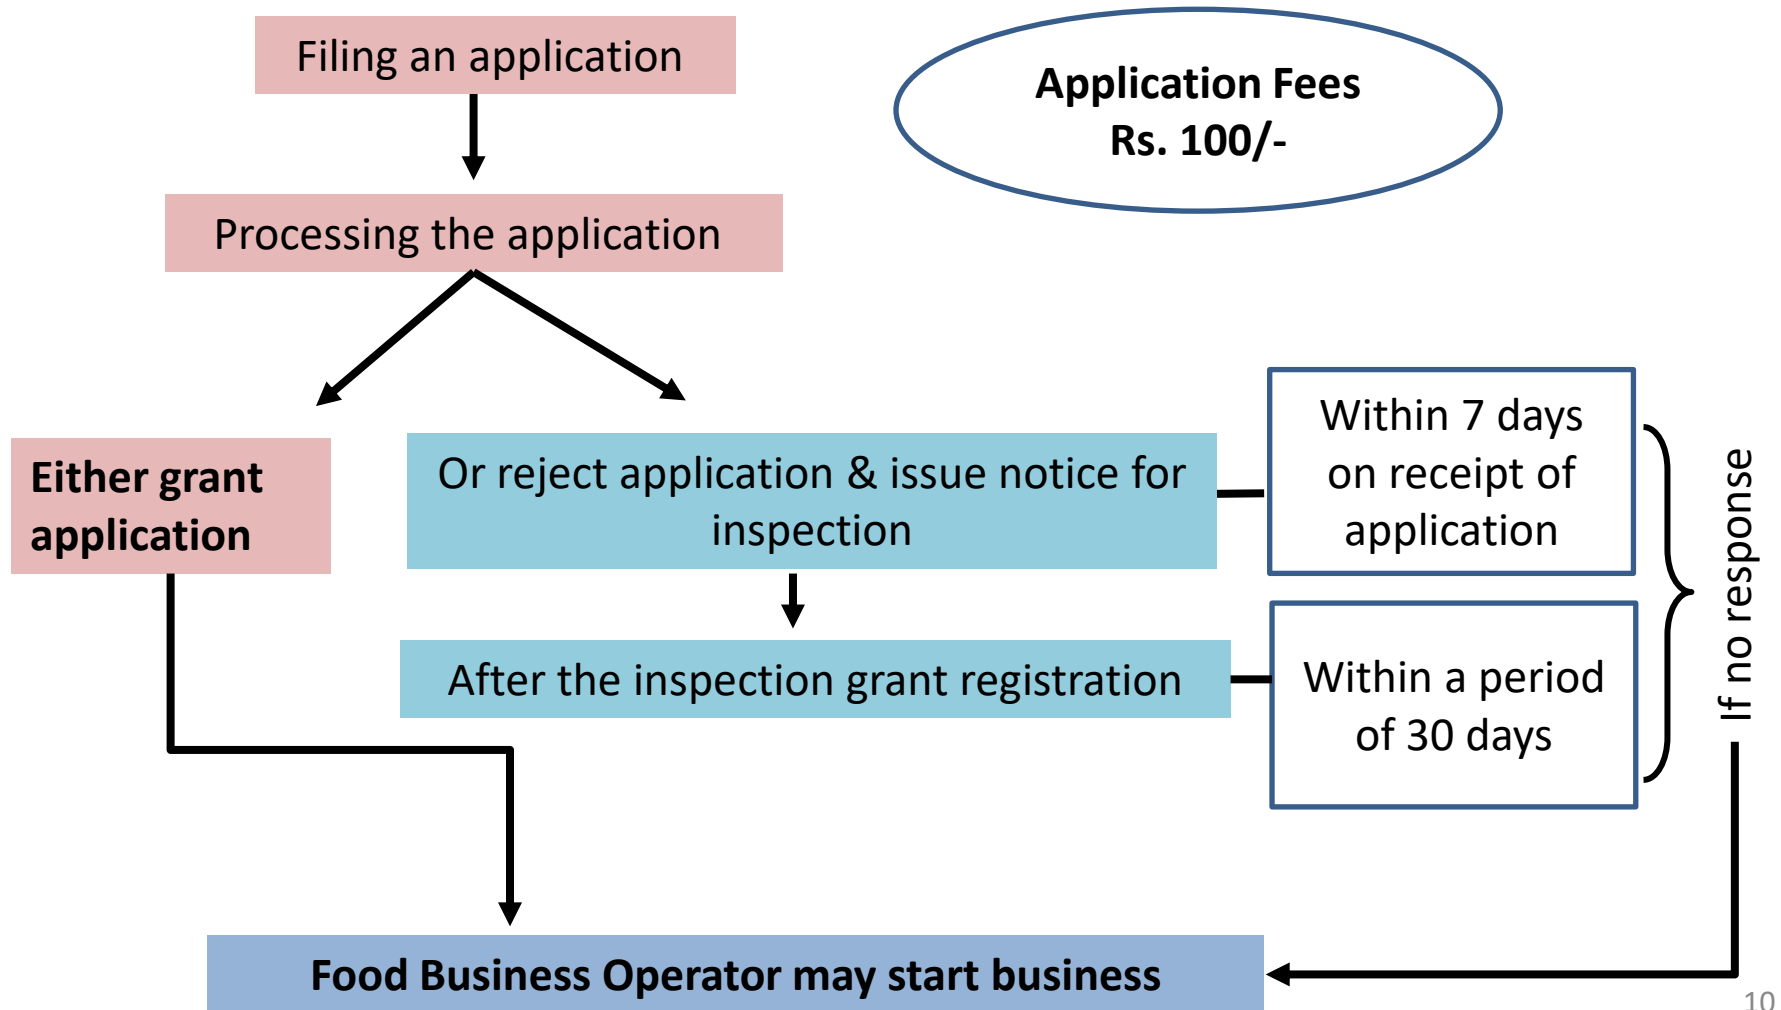 Filing an application
Application Fees
Rs. 100/-
Processing the application
Either grant
application
Or reject application & issue notice for
inspection
Within 7 days
on receipt of
application
After the inspection grant registration
Within a period
of 30 days
If no response
Food Business Operator may start business
10